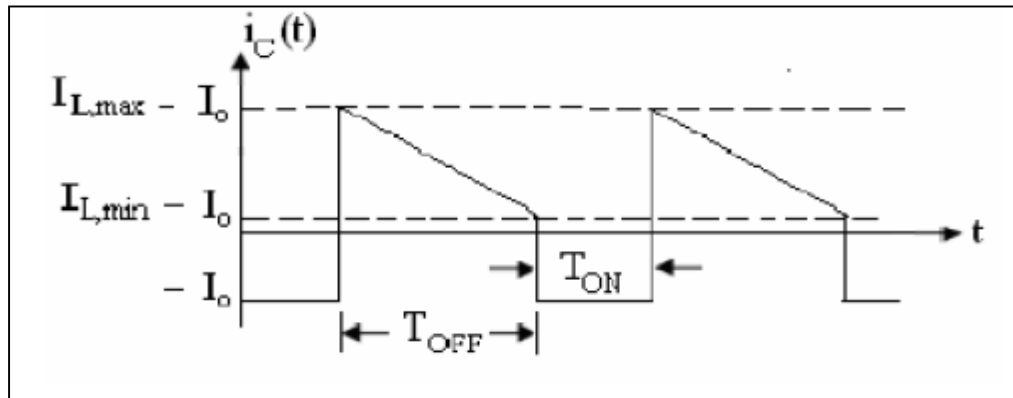 i_C(t)
I_L,max – I_o
I_L,min – I_o
t
T_ON
– I_o
T_OFF